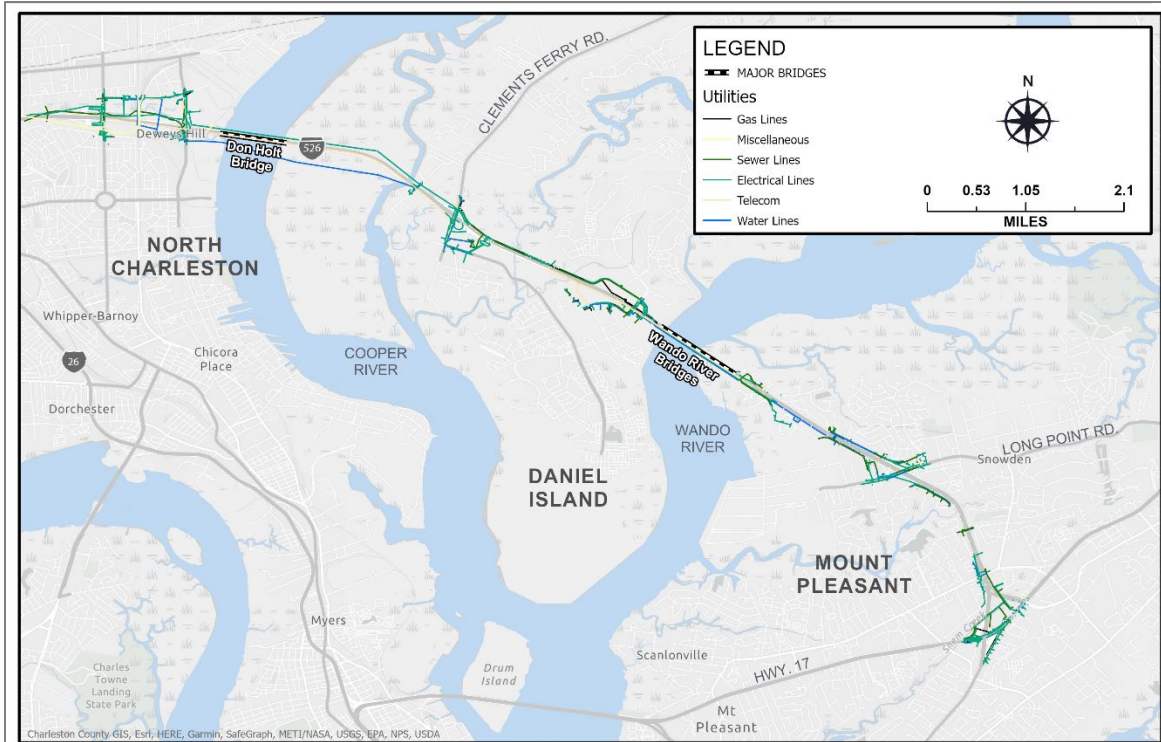 LEGEND
MAJOR BRIDGES
Utilities
Gas Lines
Miscellaneous
Sewer Lines
Electrical Lines
Telecom
Water Lines
N
0 0.53 1.05 2.1
MILES
CLEMENTS FERRY RD.
Deweys Hill
Don Holt
Bridge
526
NORTH
CHARLESTON
Whipper-Barnoy
Chicora
Place
26
Dorchester
COOPER
RIVER
Wando River
Bridges
WANDO
RIVER
LONG POINT RD.
Snowden
DANIEL
ISLAND
MOUNT
PLEASANT
Myers
Shem Creek
Scanlonville
HWY. 17
Drum
Island
Charles
Towne
Landing
State Park
Mt
Pleasant
Charleston County GIS, Esri, HERE, Garmin, SafeGraph, METI/NASA, USGS, EPA, NPS, USDA